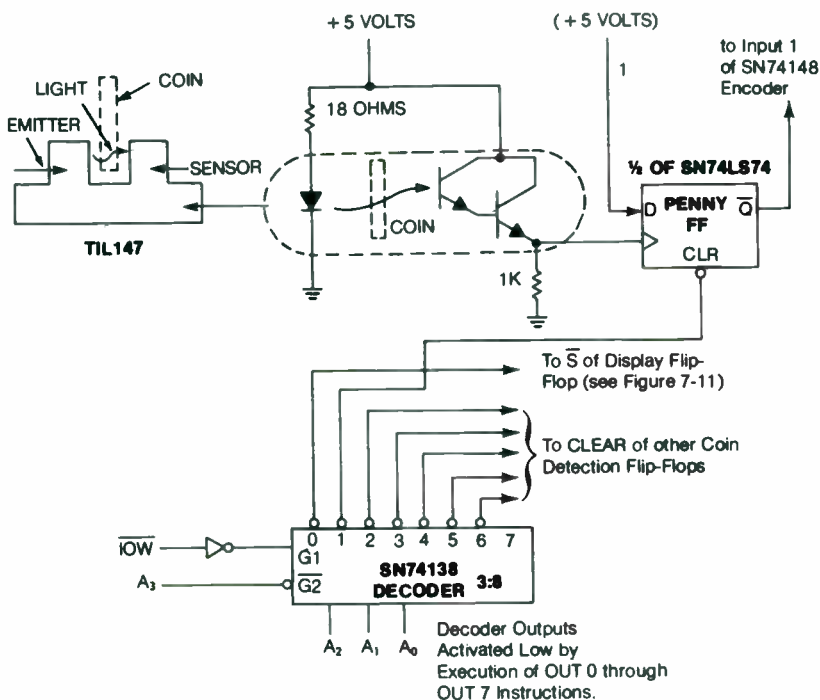 + 5 VOLTS
( + 5 VOLTS)
to Input 1
of SN74148
Encoder
1
COIN
LIGHT
EMITTER
SENSOR
TIL147
18 OHMS
COIN
1K
½ OF SN74LS74
D PENNY Q̅
FF
CLR
To S̅ of Display Flip-
Flop (see Figure 7-11)
To CLEAR of other Coin
Detection Flip-Flops
0 1 2 3 4 5 6 7
I̅O̅W̅
G1
SN74138
DECODER 3:8
A₃
G̅2̅
A₂ A₁ A₀
Decoder Outputs
Activated Low by
Execution of OUT 0 through
OUT 7 Instructions.